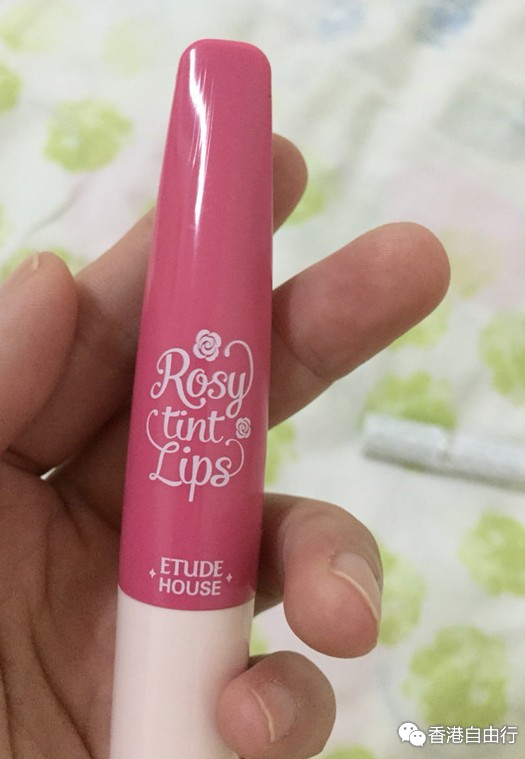 Rosy
tint
Lips
ETUDE
HOUSE
香港自由行